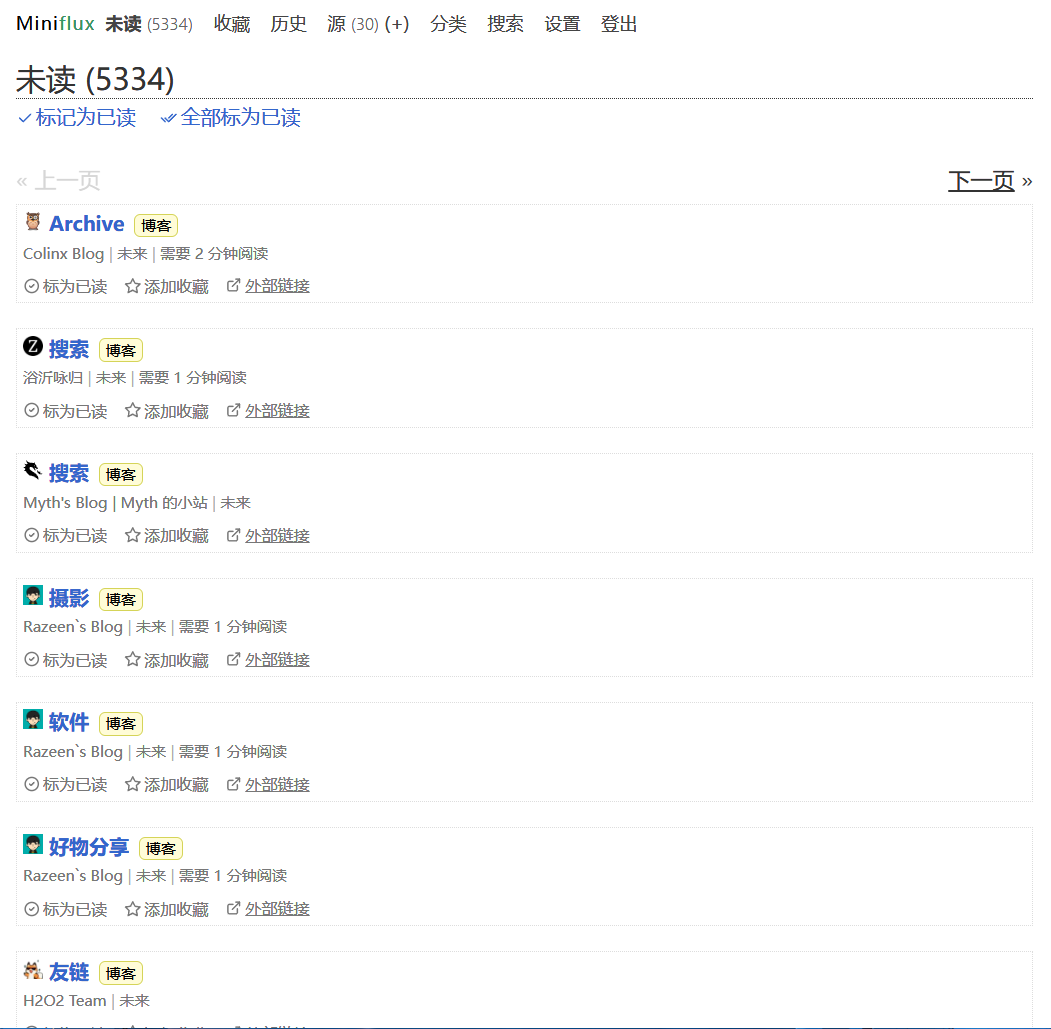 Miniflux 未读 (5334) 收藏 历史 源 (30) (+) 分类 搜索 设置 登出
未读 (5334)
标记为已读 全部标为已读
« 上一页 下一页 »
Archive 博客
Colinx Blog | 未来 | 需要 2 分钟阅读
标为已读 添加收藏 外部链接
Z 搜索 博客
浴沂咏归 | 未来 | 需要 1 分钟阅读
标为已读 添加收藏 外部链接
搜索 博客
Myth's Blog | Myth 的小站 | 未来
标为已读 添加收藏 外部链接
摄影 博客
Razeen`s Blog | 未来 | 需要 1 分钟阅读
标为已读 添加收藏 外部链接
软件 博客
Razeen`s Blog | 未来 | 需要 1 分钟阅读
标为已读 添加收藏 外部链接
好物分享 博客
Razeen`s Blog | 未来 | 需要 1 分钟阅读
标为已读 添加收藏 外部链接
友链 博客
H2O2 Team | 未来